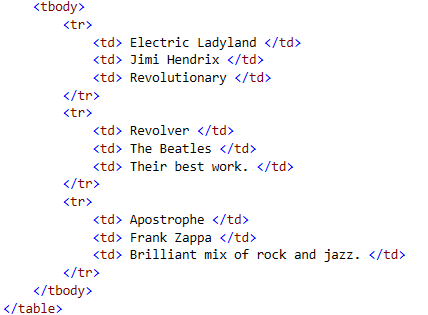 <tbody>
<tr>
<td> Electric Ladyland </td>
<td> Jimi Hendrix </td>
<td> Revolutionary </td>
</tr>
<tr>
<td> Revolver </td>
<td> The Beatles </td>
<td> Their best work. </td>
</tr>
<tr>
<td> Apostrophe </td>
<td> Frank Zappa </td>
<td> Brilliant mix of rock and jazz. </td>
</tr>
</tbody>
</table>